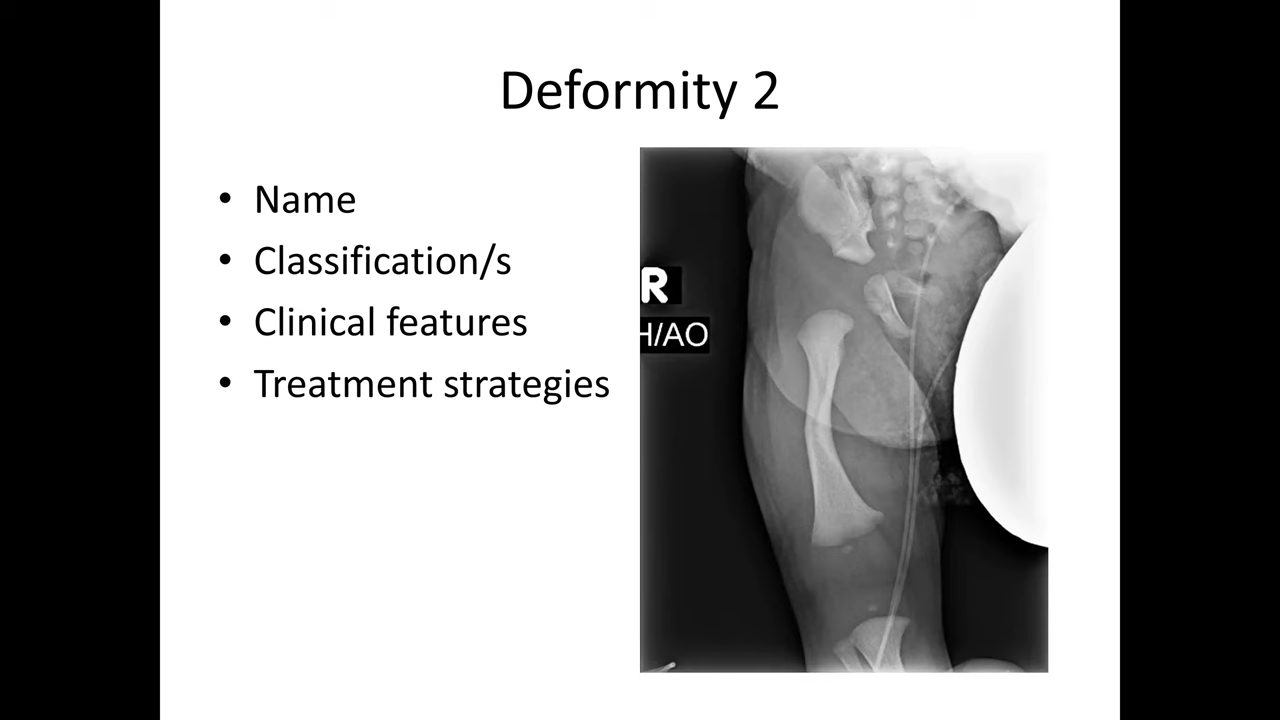 Deformity 2
• Name
• Classification/s
• Clinical features
• Treatment strategies
R
H/AO